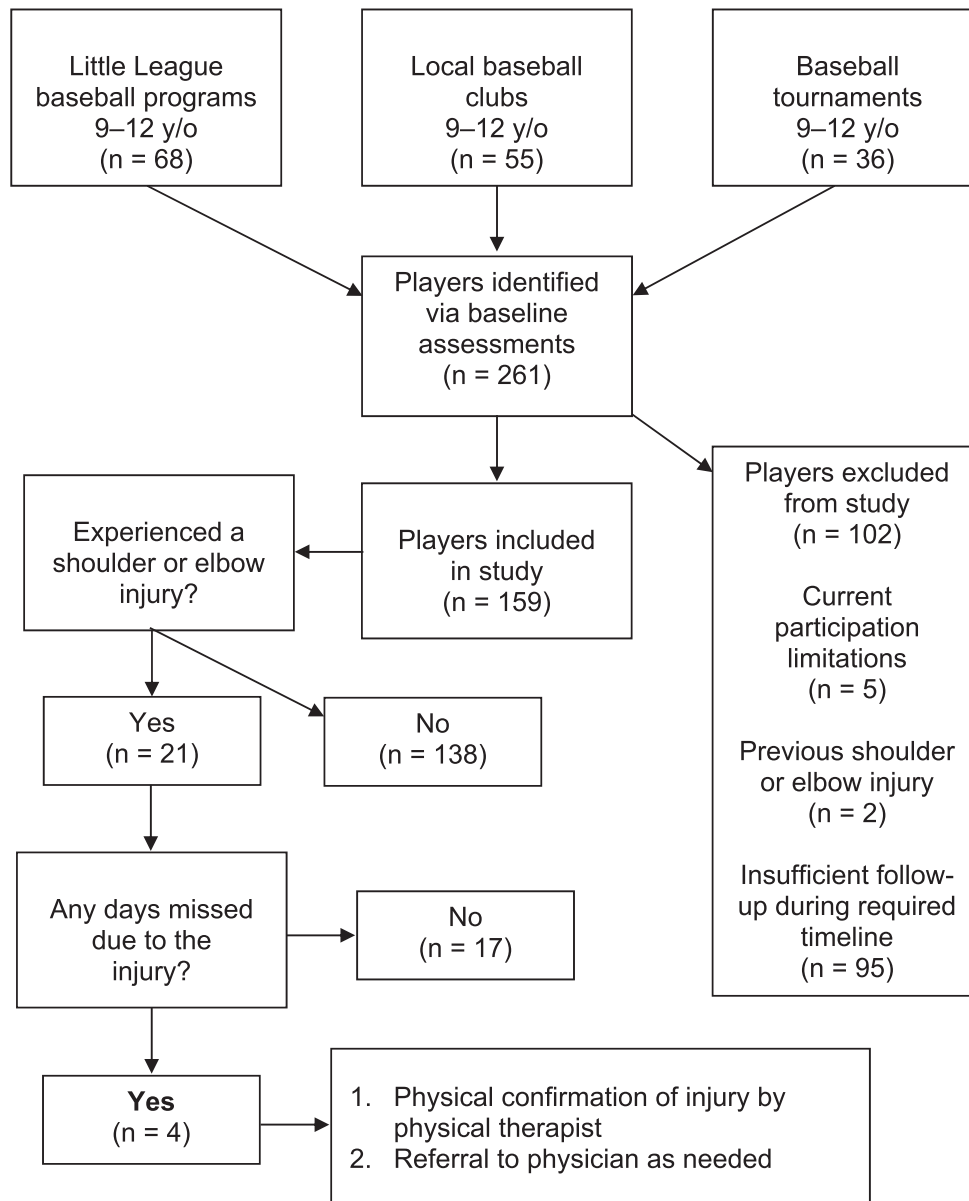 Little League
baseball programs
9–12 y/o
(n = 68)
Local baseball
clubs
9–12 y/o
(n = 55)
Baseball
tournaments
9–12 y/o
(n = 36)
Players identified
via baseline
assessments
(n = 261)
Players excluded
from study
(n = 102)
Current
participation
limitations
(n = 5)
Previous shoulder
or elbow injury
(n = 2)
Insufficient follow-
up during required
timeline
(n = 95)
Players included
in study
(n = 159)
Experienced a
shoulder or elbow
injury?
Yes
(n = 21)
No
(n = 138)
Any days missed
due to the
injury?
No
(n = 17)
Yes
(n = 4)
1. Physical confirmation of injury by
physical therapist
2. Referral to physician as needed